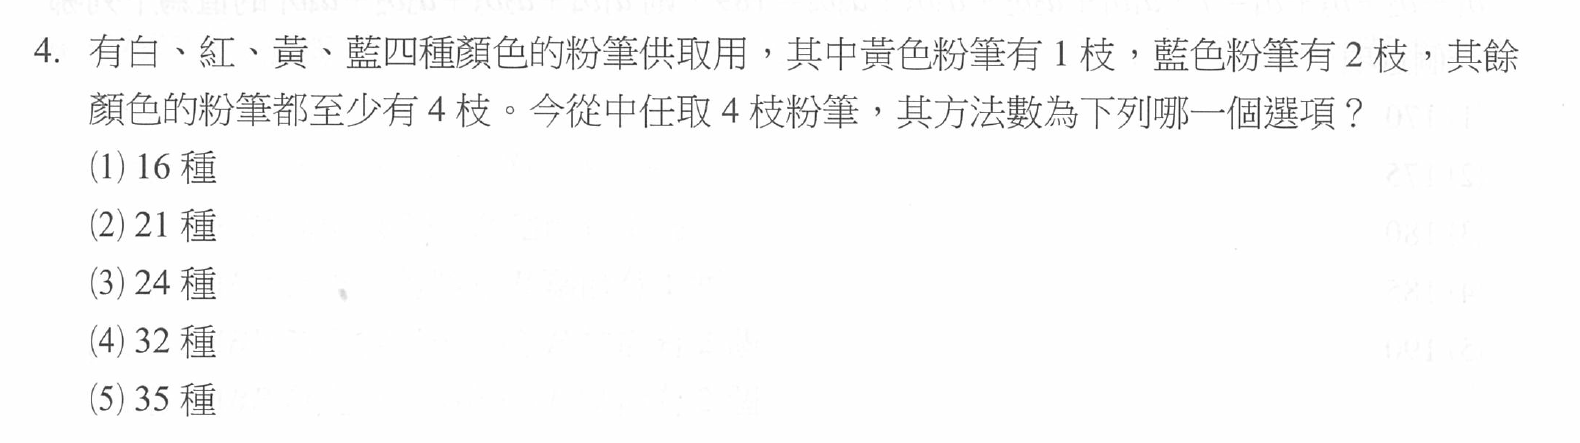 4. 有白、紅、黃、藍四種顏色的粉筆供取用，其中黃色粉筆有 1 枝，藍色粉筆有 2 枝，其餘
顏色的粉筆都至少有 4 枝。今從中任取 4 枝粉筆，其方法數為下列哪一個選項？
(1) 16 種
(2) 21 種
(3) 24 種
(4) 32 種
(5) 35 種